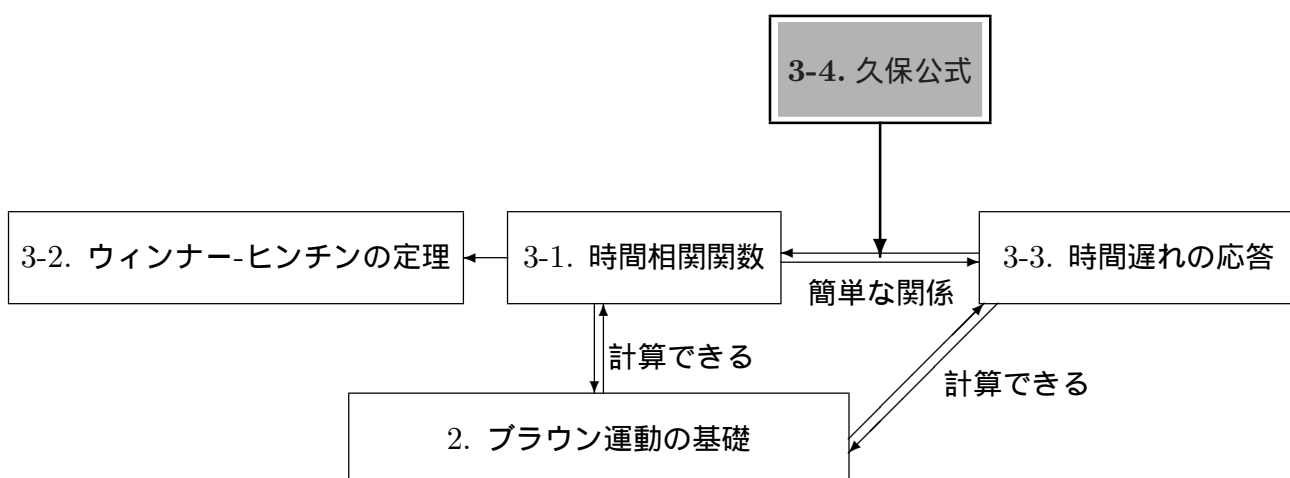 3-4. 久保公式
3-2. ウィンナー-ヒンチンの定理
3-1. 時間相関関数
3-3. 時間遅れの応答
簡単な関係
計算できる
計算できる
2. ブラウン運動の基礎